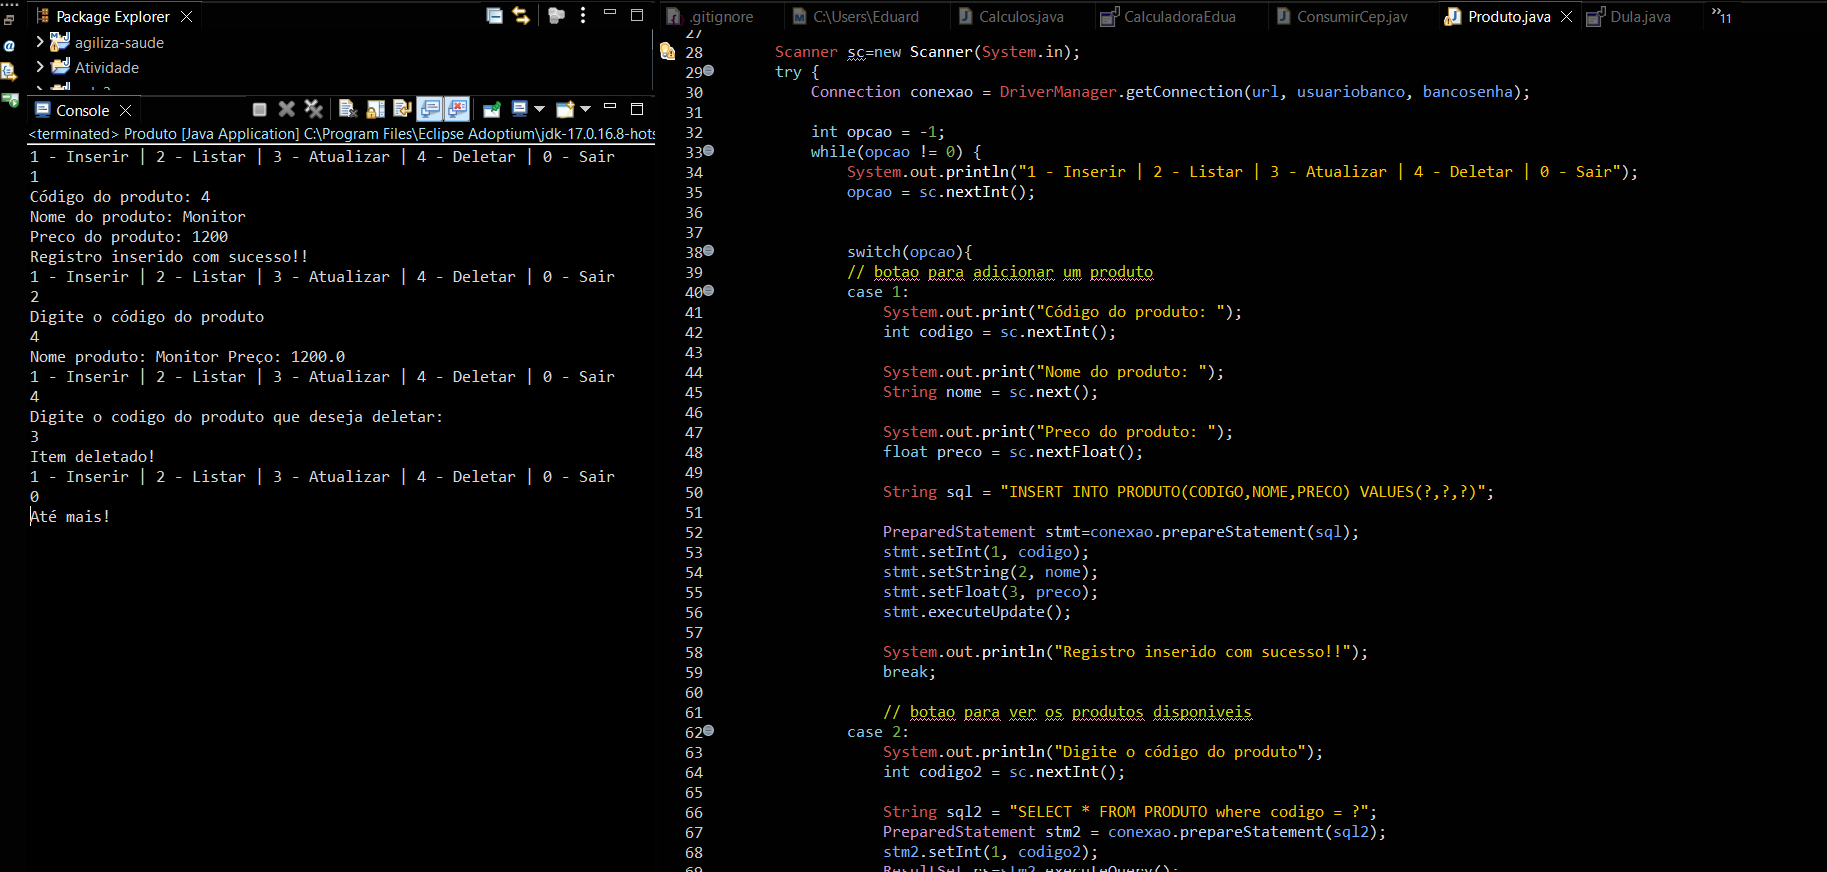 Package Explorer
agiliza-saude
Atividade
Console
<terminated> Produto [Java Application] C:\Program Files\Eclipse Adoptium\jdk-17.0.16.8-hots
1 - Inserir | 2 - Listar | 3 - Atualizar | 4 - Deletar | 0 - Sair
1
Código do produto: 4
Nome do produto: Monitor
Preco do produto: 1200
Registro inserido com sucesso!!
1 - Inserir | 2 - Listar | 3 - Atualizar | 4 - Deletar | 0 - Sair
2
Digite o código do produto
4
Nome produto: Monitor Preço: 1200.0
1 - Inserir | 2 - Listar | 3 - Atualizar | 4 - Deletar | 0 - Sair
4
Digite o codigo do produto que deseja deletar:
3
Item deletado!
1 - Inserir | 2 - Listar | 3 - Atualizar | 4 - Deletar | 0 - Sair
0
Até mais!
.gitignore C:\Users\Eduard Calculos.java CalculadoraEdua ConsumirCep.jav Produto.java Dula.java »11
27
28 Scanner sc=new Scanner(System.in);
29 try {
30 Connection conexao = DriverManager.getConnection(url, usuariobanco, bancosenha);
31
32 int opcao = -1;
33 while(opcao != 0) {
34 System.out.println("1 - Inserir | 2 - Listar | 3 - Atualizar | 4 - Deletar | 0 - Sair");
35 opcao = sc.nextInt();
36
37
38 switch(opcao){
39 // botao para adicionar um produto
40 case 1:
41 System.out.print("Código do produto: ");
42 int codigo = sc.nextInt();
43
44 System.out.print("Nome do produto: ");
45 String nome = sc.next();
46
47 System.out.print("Preco do produto: ");
48 float preco = sc.nextFloat();
49
50 String sql = "INSERT INTO PRODUTO(CODIGO,NOME,PRECO) VALUES(?,?,?)";
51
52 PreparedStatement stmt=conexao.prepareStatement(sql);
53 stmt.setInt(1, codigo);
54 stmt.setString(2, nome);
55 stmt.setFloat(3, preco);
56 stmt.executeUpdate();
57
58 System.out.println("Registro inserido com sucesso!!");
59 break;
60
61 // botao para ver os produtos disponiveis
62 case 2:
63 System.out.println("Digite o código do produto");
64 int codigo2 = sc.nextInt();
65
66 String sql2 = "SELECT * FROM PRODUTO where codigo = ?";
67 PreparedStatement stm2 = conexao.prepareStatement(sql2);
68 stm2.setInt(1, codigo2);
69 ResultSet rs=stm2.executeQuery();